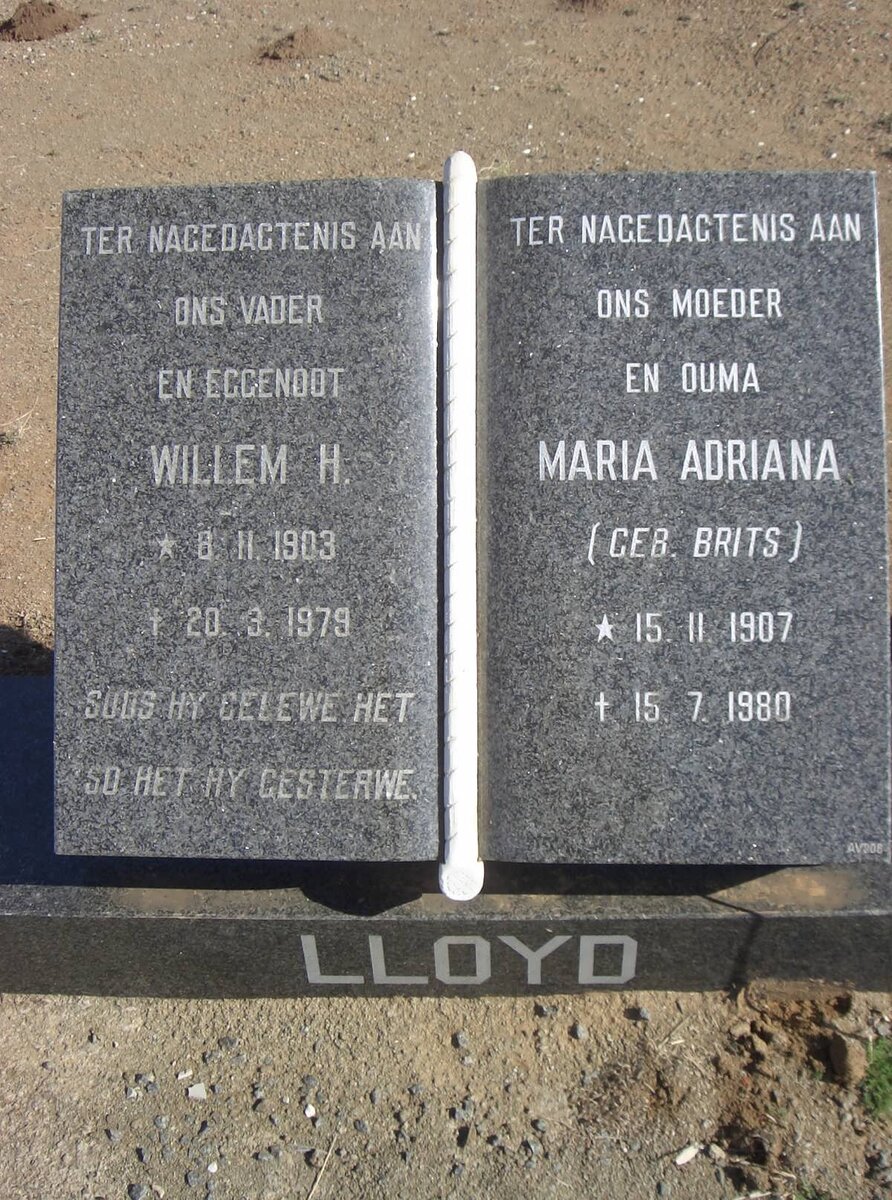 TER NAGEDAGTENIS AAN
ONS VADER
EN EGGENOOT
WILLEM H.
★ 8. 11. 1903
† 20. 3. 1979
SOOS HY GELEWE HET
SO HET HY GESTERWE.
TER NAGEDAGTENIS AAN
ONS MOEDER
EN OUMA
MARIA ADRIANA
(GEB. BRITS)
★ 15. 11. 1907
† 15. 7. 1980
LLOYD